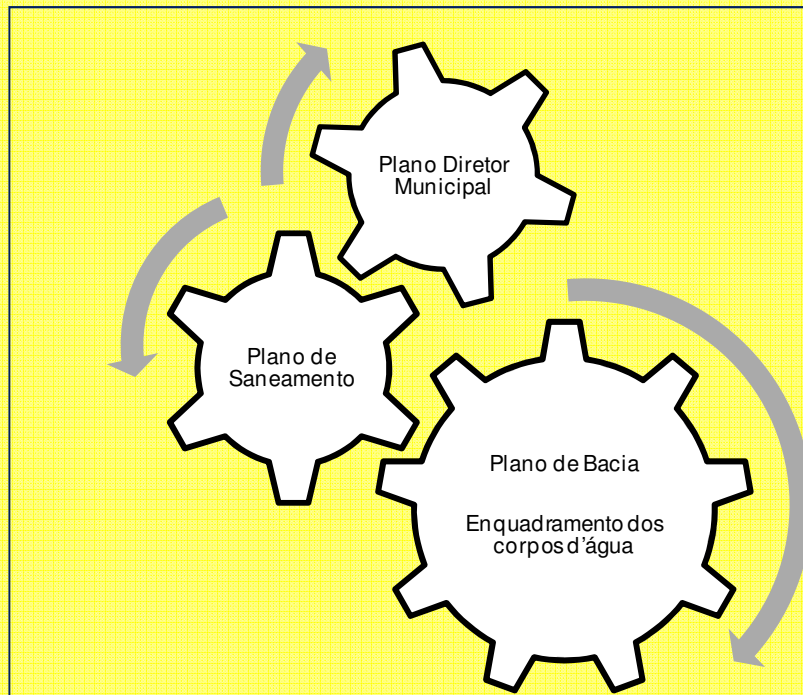 Plano Diretor
Municipal
Plano de
Saneamento
Plano de Bacia
Enquadramento dos
corpos d'água